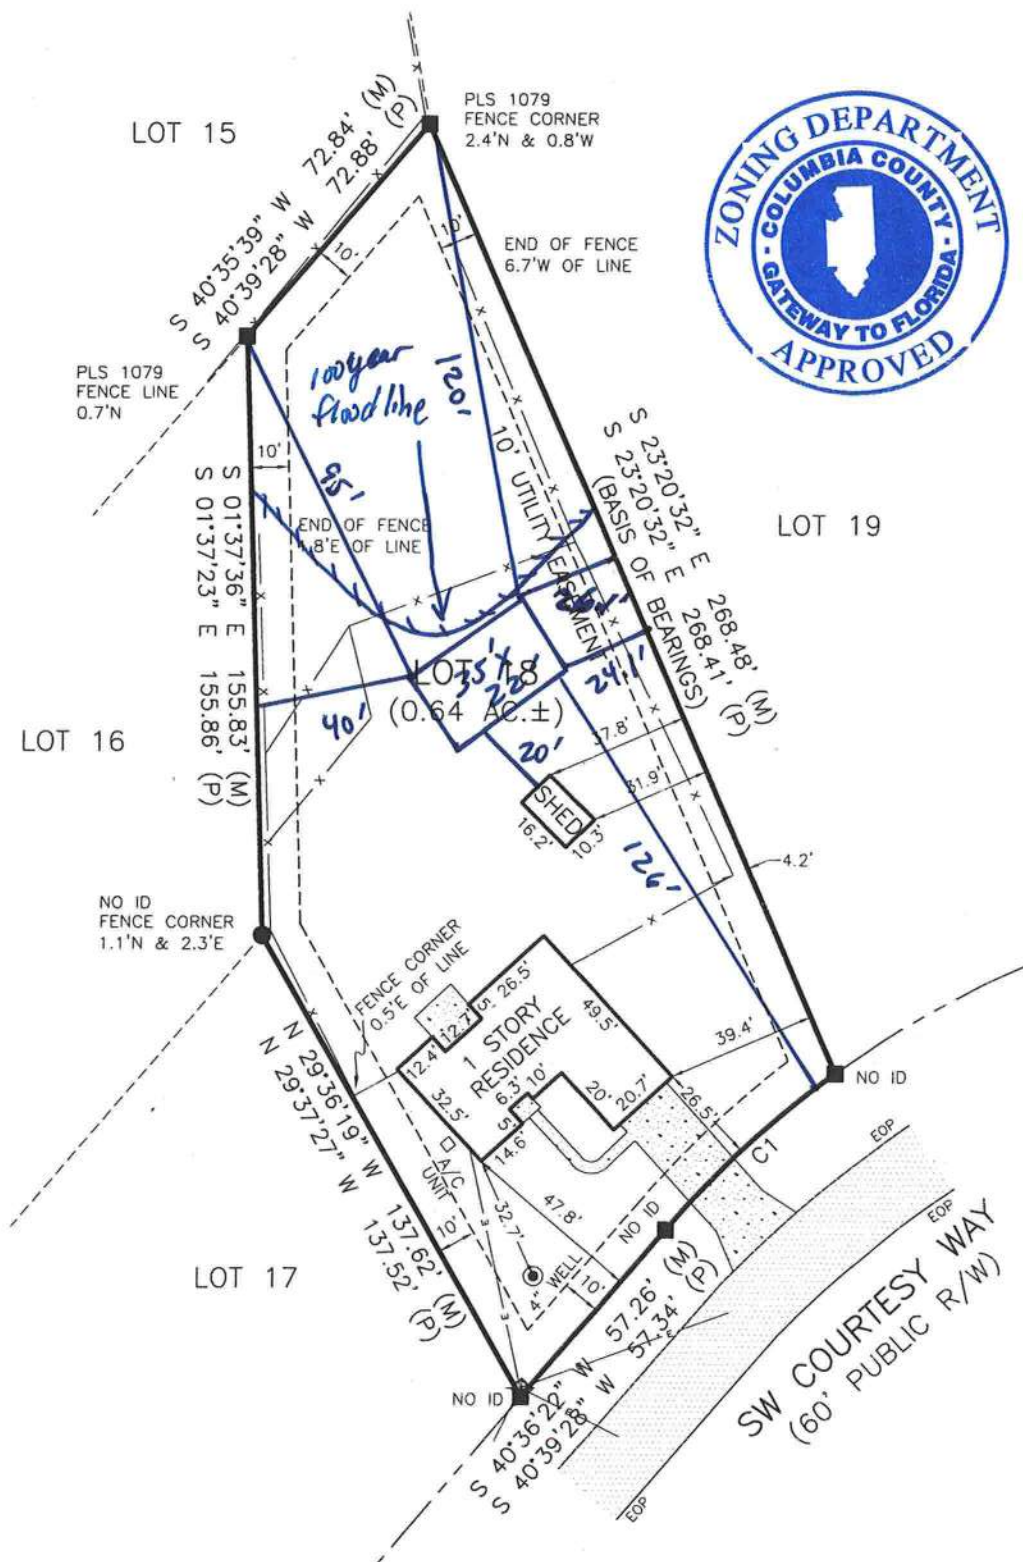 LOT 15
S 40°35'39" W 72.84' (M)
S 40°39'28" W 72.88' (P)
PLS 1079
FENCE CORNER
2.4'N & 0.8'W
ZONING DEPARTMENT
COLUMBIA COUNTY
GATEWAY TO FLORIDA
APPROVED
10'
10'
END OF FENCE
6.7'W OF LINE
PLS 1079
FENCE LINE
0.7'N
100 year
flood line
120'
95'
10'
10' UTILITY EASEMENT
END OF FENCE
1.8'E OF LINE
S 23°20'32" E 268.48' (M)
S 23°20'32" E 268.41' (P)
(BASIS OF BEARINGS)
LOT 19
S 01°37'36" E 155.83' (M)
S 01°37'23" E 155.86' (P)
LOT 16
LOT 18
(0.64 AC.±)
35' x
22'
24.1'
40'
20'
37.8'
31.9'
SHED
16.2'
10.3'
126'
4.2'
NO ID
FENCE CORNER
1.1'N & 2.3'E
FENCE CORNER
0.5'E OF LINE
26.5'
5'
12.7'
12.4'
49.5'
1 STORY
RESIDENCE
39.4'
NO ID
32.5'
6.3'
10'
20'
20.7'
5'
14.6'
26.5'
A/C
UNIT
C1
EOP
EOP
N 29°36'19" W 137.62' (M)
N 29°37'27" W 137.52' (P)
10'
32.7'
47.8'
NO ID
4" WELL
10'
LOT 17
S 40°36'22" W 57.26' (M)
S 40°39'28" W 57.34' (P)
NO ID
SW COURTESY WAY
(60' PUBLIC R/W)
EOP